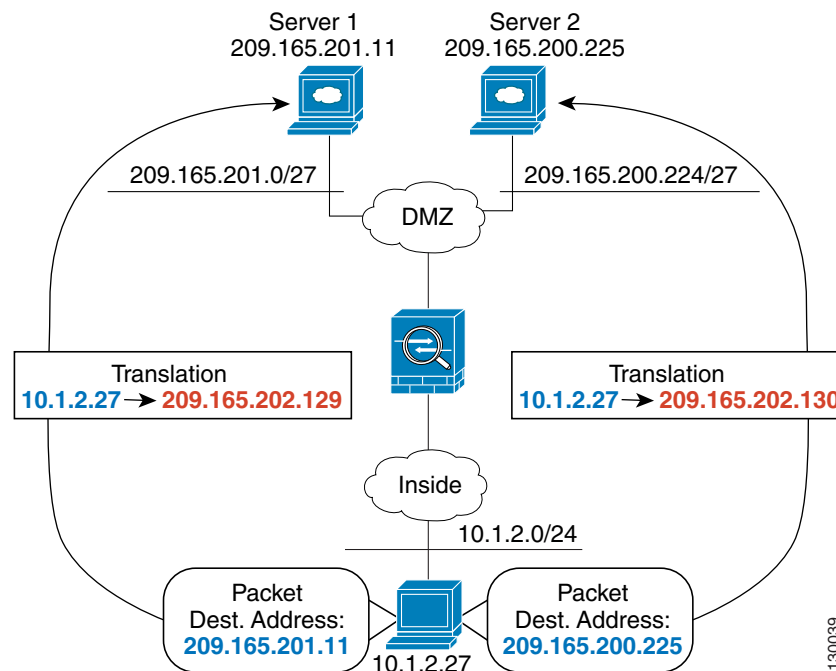 Server 1
209.165.201.11
Server 2
209.165.200.225
209.165.201.0/27
209.165.200.224/27
DMZ
Translation
10.1.2.27 → 209.165.202.129
Translation
10.1.2.27 → 209.165.202.130
Inside
10.1.2.0/24
Packet
Dest. Address:
209.165.201.11
Packet
Dest. Address:
209.165.200.225
10.1.2.27